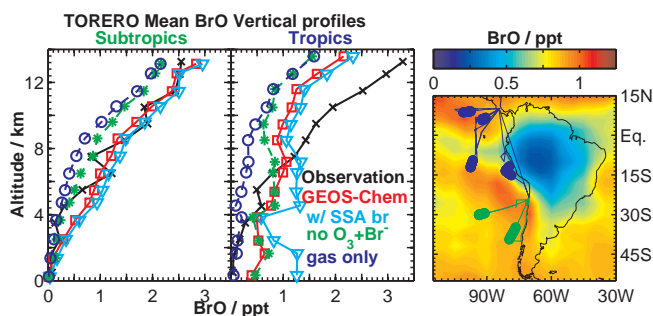 TORERO Mean BrO Vertical profiles
Subtropics Tropics
Altitude / km
12
8
4
0
0 1 2 3
0 1 2 3
BrO / ppt
Observation
GEOS-Chem
w/ SSA br
no O₃+Br⁻
gas only
BrO / ppt
0 0.5 1
15N
Eq.
15S
30S
45S
90W 60W 30W